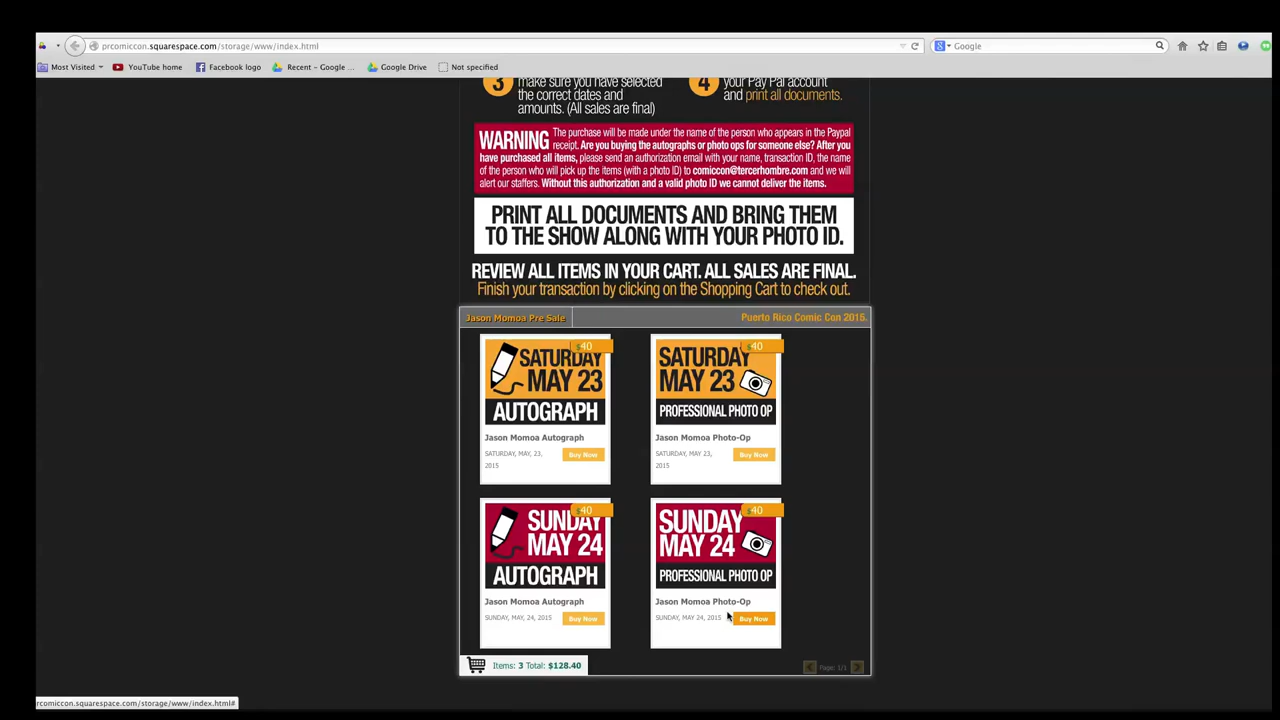 prcomiccon.squarespace.com/storage/www/index.html
Google
Most Visited
YouTube home
Facebook logo
Recent – Google ...
Google Drive
Not specified
3
make sure you have selected
the correct dates and
amounts. (All sales are final)
4
your Pay Pal account
and print all documents.
WARNING The purchase will be made under the name of the person who appears in the Paypal
receipt. Are you buying the autographs or photo ops for someone else? After you
have purchased all items, please send an authorization email with your name, transaction ID, the name
of the person who will pick up the items (with a photo ID) to comiccon@tercerhombre.com and we will
alert our staffers. Without this authorization and a valid photo ID we cannot deliver the items.
PRINT ALL DOCUMENTS AND BRING THEM
TO THE SHOW ALONG WITH YOUR PHOTO ID.
REVIEW ALL ITEMS IN YOUR CART. ALL SALES ARE FINAL.
Finish your transaction by clicking on the Shopping Cart to check out.
Jason Momoa Pre Sale
Puerto Rico Comic Con 2015.
$40
SATURDAY
MAY 23
AUTOGRAPH
Jason Momoa Autograph
SATURDAY, MAY, 23,
2015
Buy Now
$40
SATURDAY
MAY 23
PROFESSIONAL PHOTO OP
Jason Momoa Photo-Op
SATURDAY, MAY 23,
2015
Buy Now
$40
SUNDAY
MAY 24
AUTOGRAPH
Jason Momoa Autograph
SUNDAY, MAY, 24, 2015
Buy Now
$40
SUNDAY
MAY 24
PROFESSIONAL PHOTO OP
Jason Momoa Photo-Op
SUNDAY, MAY 24, 2015
Buy Now
Items: 3 Total: $128.40
Page: 1/1
rcomiccon.squarespace.com/storage/www/index.html#